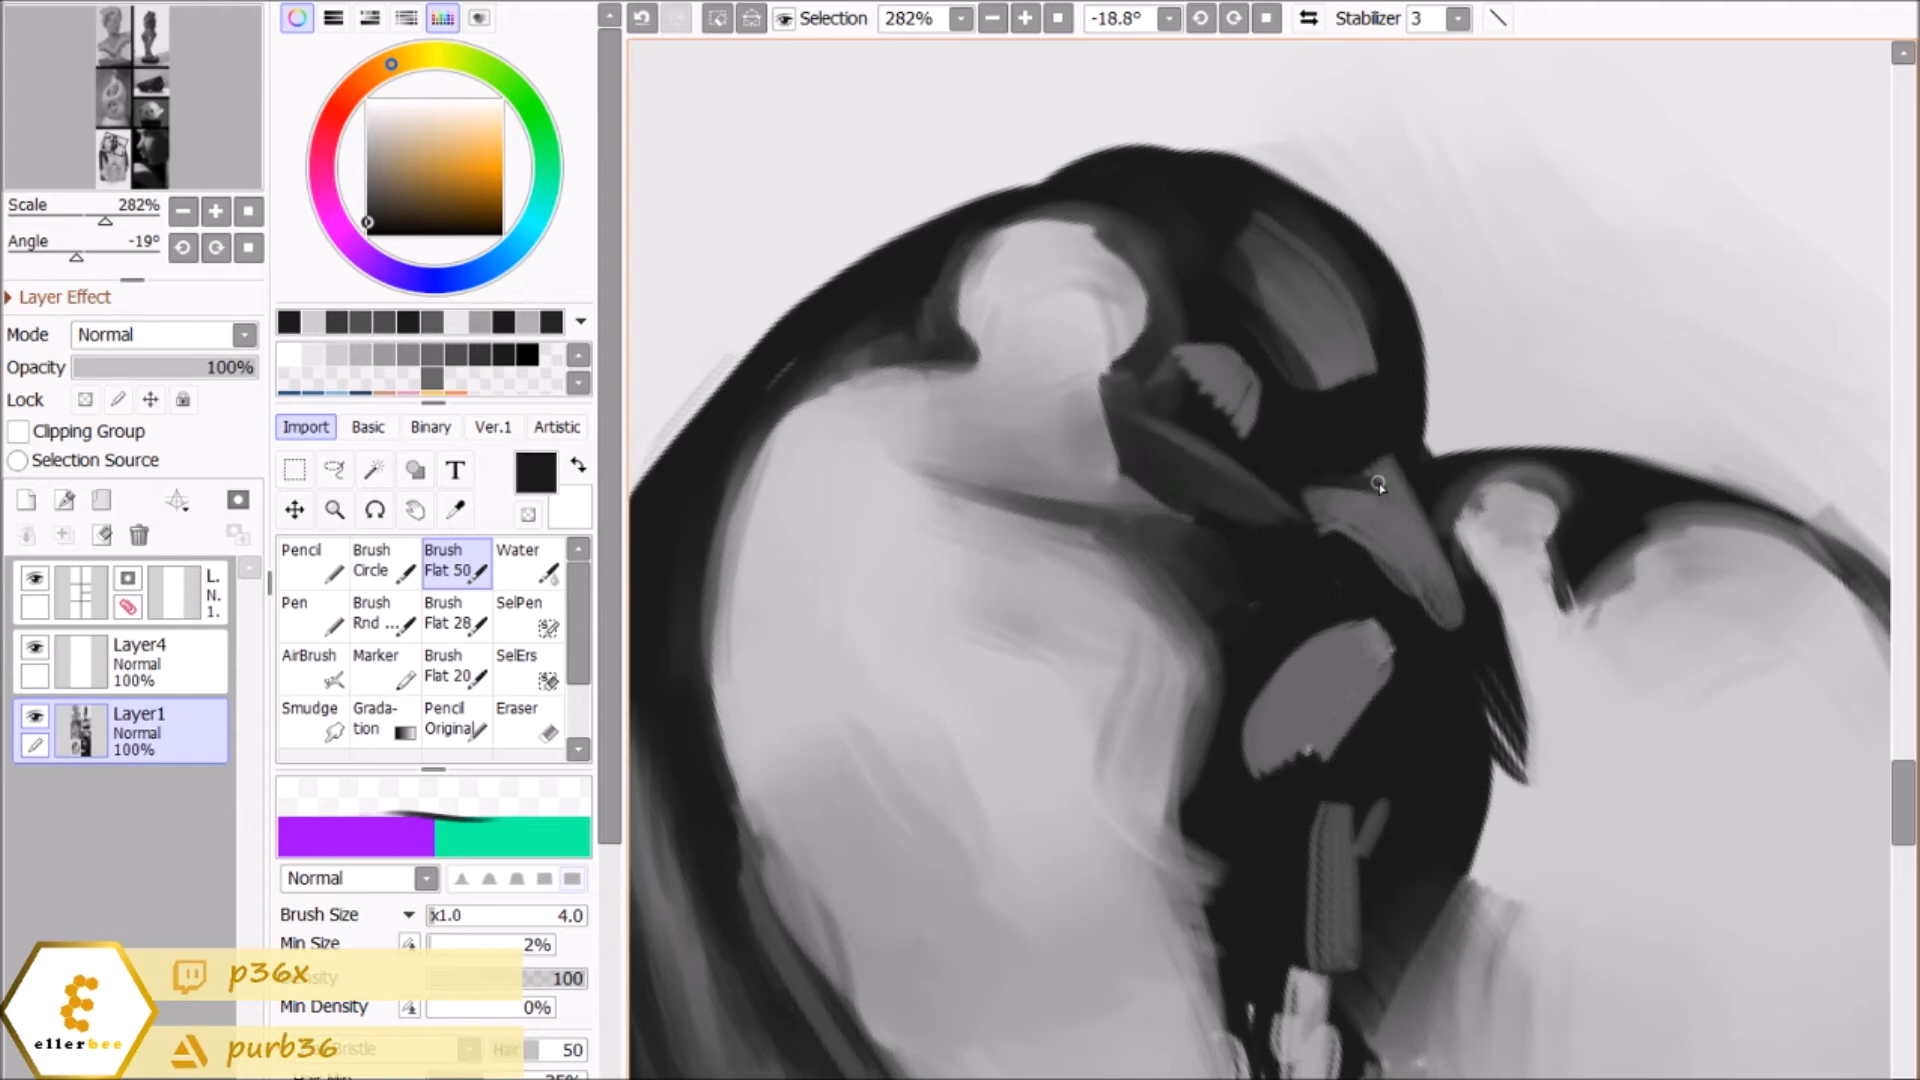 Selection 282% -18.8° Stabilizer 3
Scale 282%
Angle -19°
Layer Effect
Mode Normal
Opacity 100%
Lock
Clipping Group
Selection Source
L.
N.
1.
Layer4
Normal
100%
Layer1
Normal
100%
Import Basic Binary Ver.1 Artistic
T
Pencil Brush Circle Brush Flat 50 Water
Pen Brush Rnd ... Brush Flat 28 SelPen
AirBrush Marker Brush Flat 20 SelErs
Smudge Grada-tion Pencil Original Eraser
Normal
Brush Size x1.0 4.0
Min Size 2%
Density 100
Min Density 0%
Bristle Hair 50
35%
p36x
purb36
ellerbee